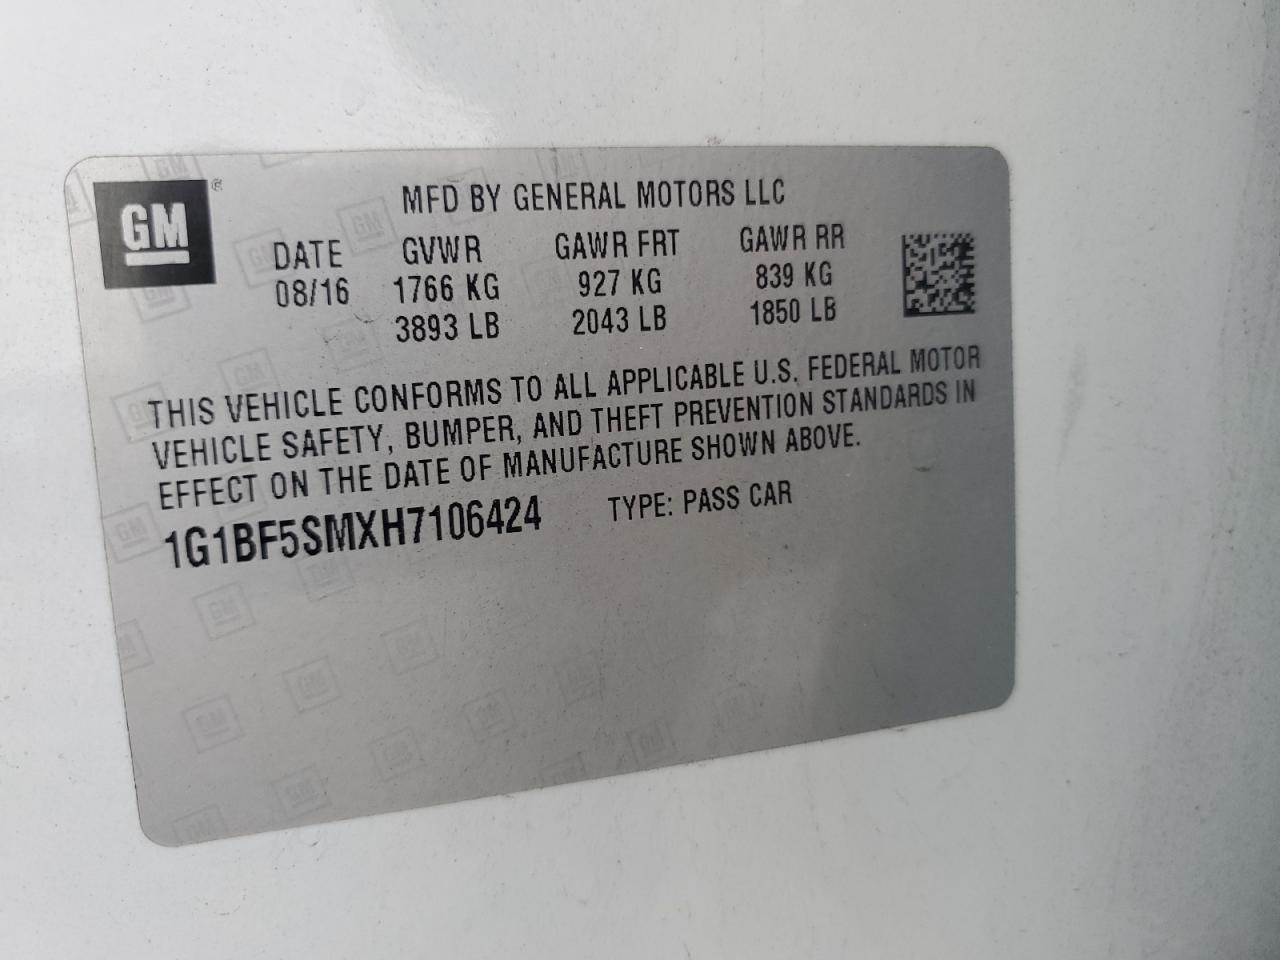 GM
MFD BY GENERAL MOTORS LLC
DATE GVWR GAWR FRT GAWR RR
08/16 1766 KG 927 KG 839 KG
3893 LB 2043 LB 1850 LB
THIS VEHICLE CONFORMS TO ALL APPLICABLE U.S. FEDERAL MOTOR
VEHICLE SAFETY, BUMPER, AND THEFT PREVENTION STANDARDS IN
EFFECT ON THE DATE OF MANUFACTURE SHOWN ABOVE.
1G1BF5SMXH7106424 TYPE: PASS CAR